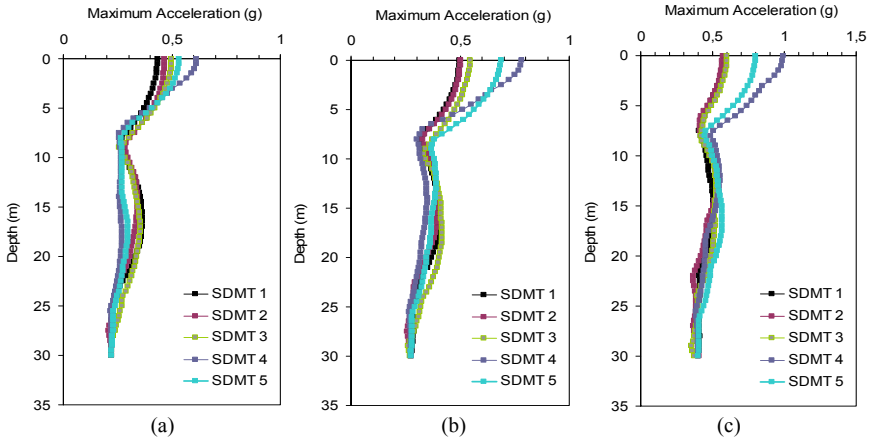 Maximum Acceleration (g)
0 0,5 1
0
5
10
15
20
25
30
35
Depth (m)
SDMT 1
SDMT 2
SDMT 3
SDMT 4
SDMT 5
(a)
Maximum Acceleration (g)
0 0,5 1
0
5
10
15
20
25
30
35
Depth (m)
SDMT 1
SDMT 2
SDMT 3
SDMT 4
SDMT 5
(b)
Maximum Acceleration (g)
0 0,5 1 1,5
0
5
10
15
20
25
30
35
Depth (m)
SDMT 1
SDMT 2
SDMT 3
SDMT 4
SDMT 5
(c)